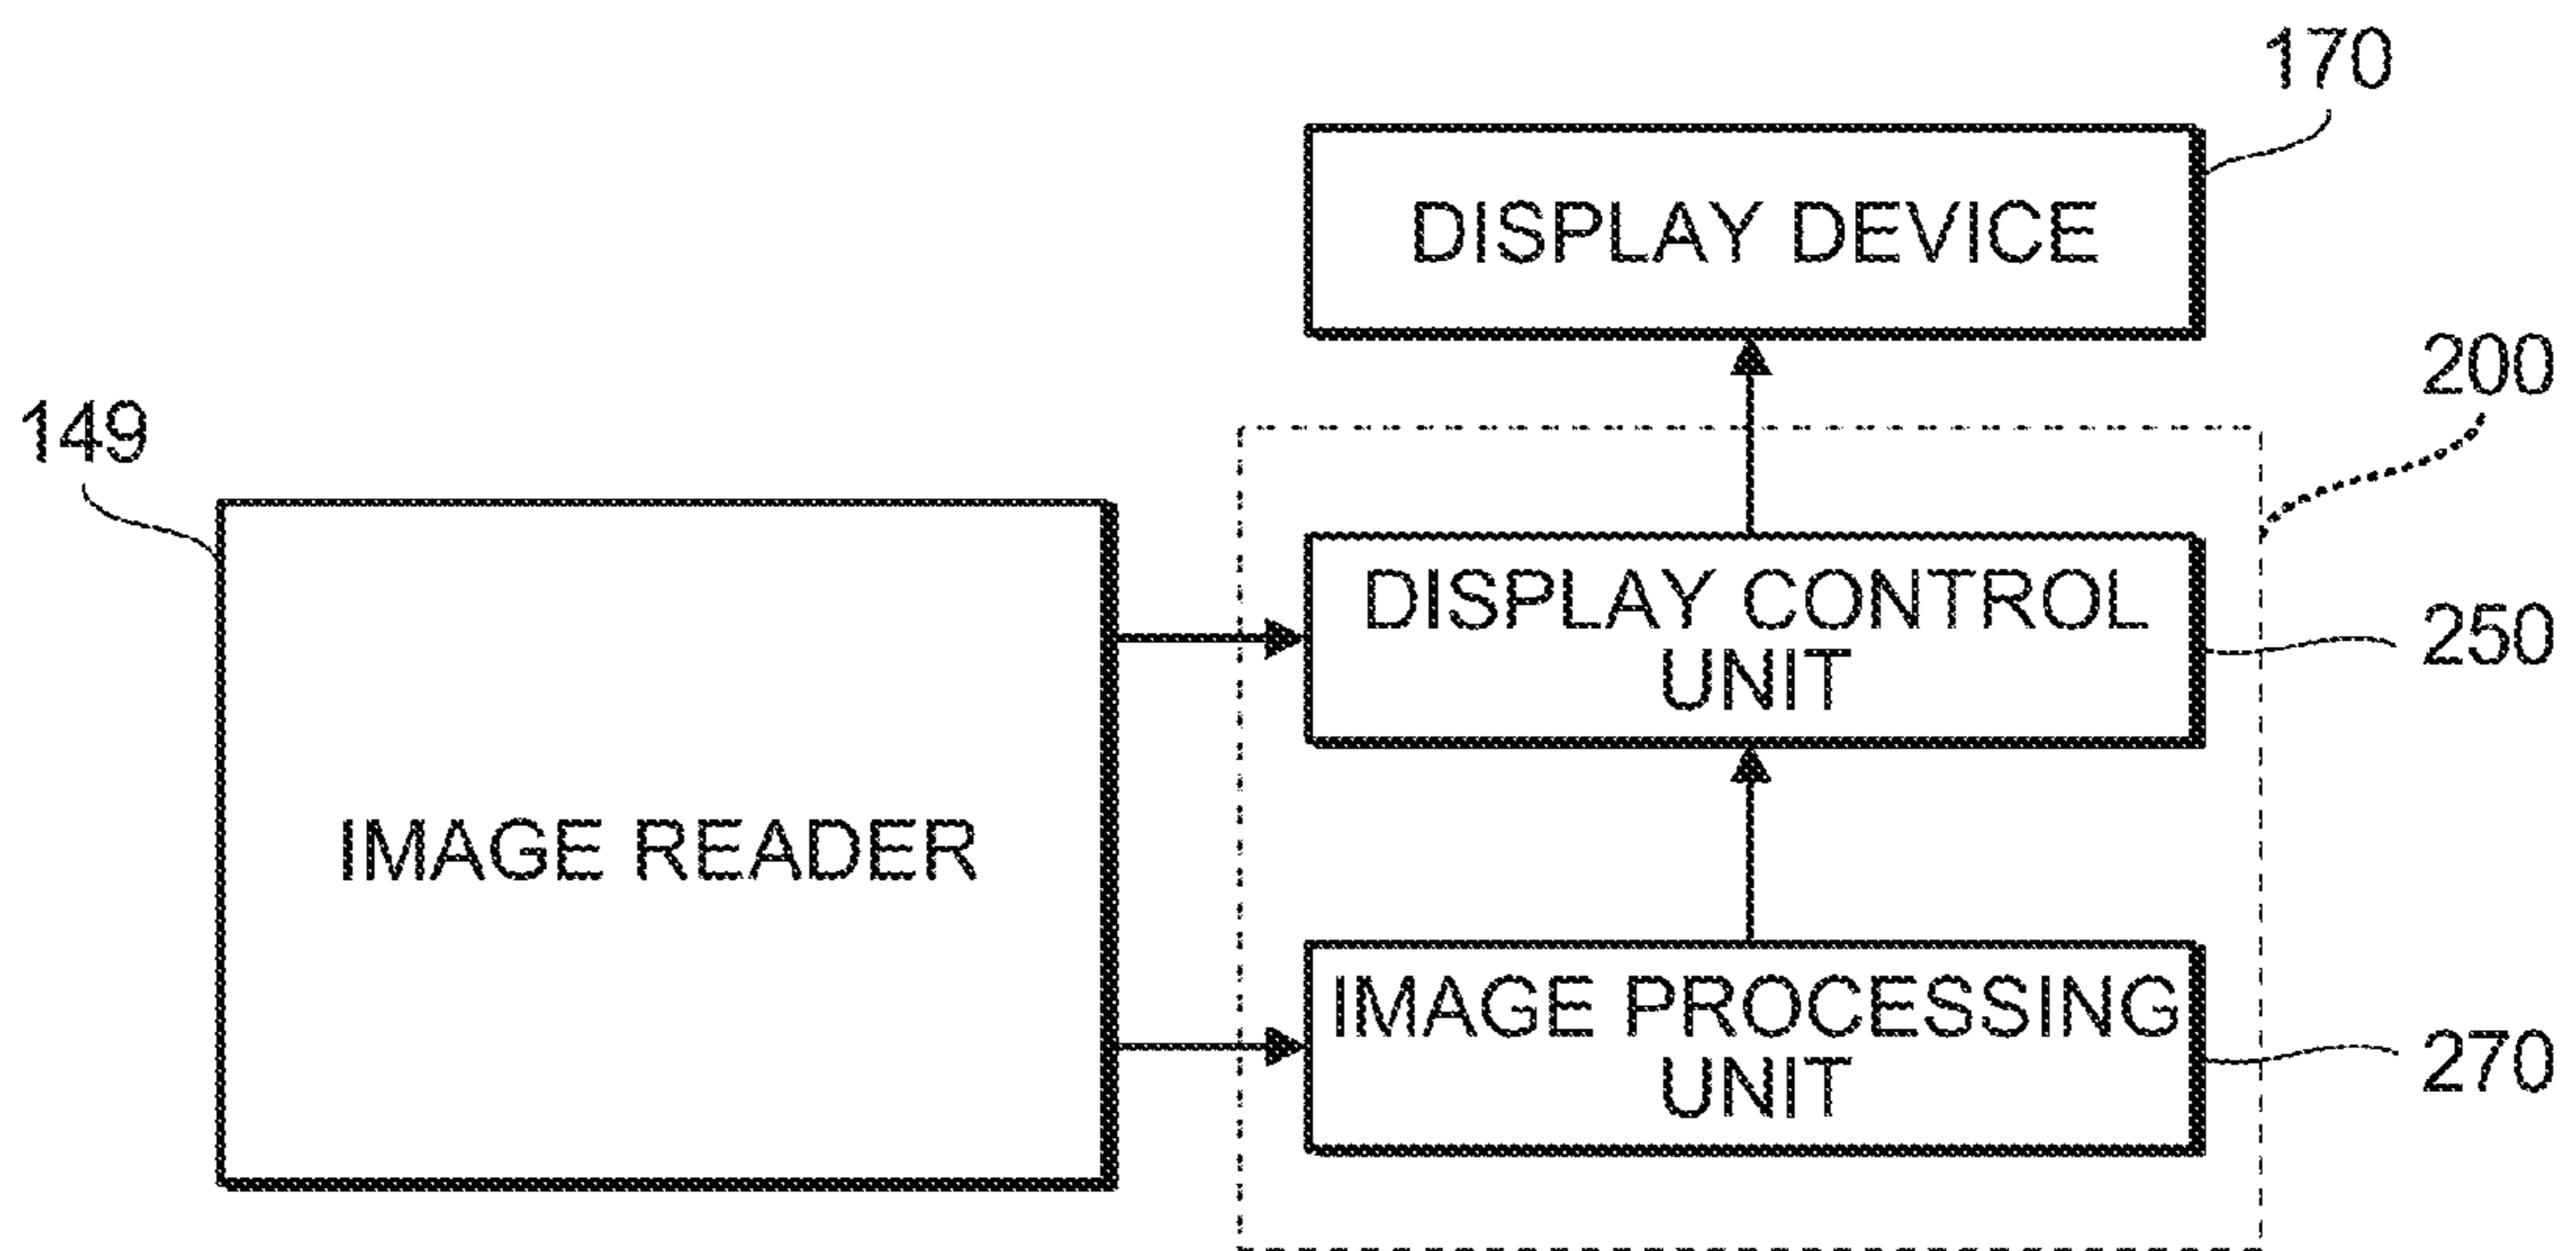 170
DISPLAY DEVICE
200
149
DISPLAY CONTROL
UNIT
250
IMAGE READER
IMAGE PROCESSING
UNIT
270